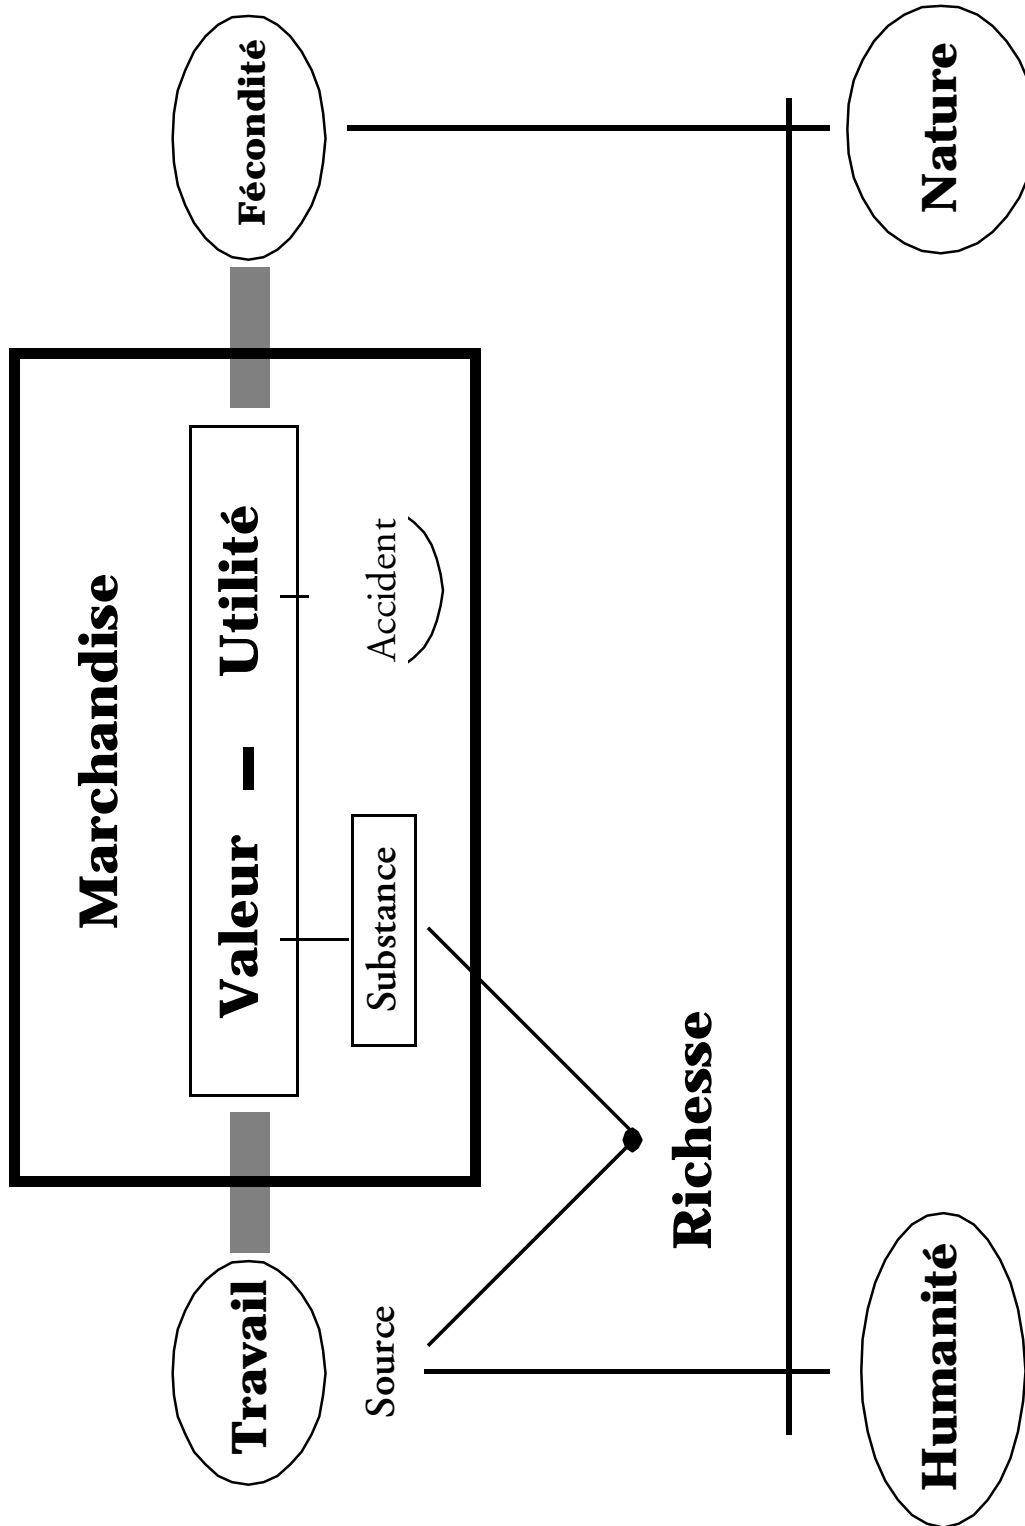 Marchandise
Travail
Valeur – Utilité
Fécondité
Source
Substance
Accident
Richesse
Humanité
Nature